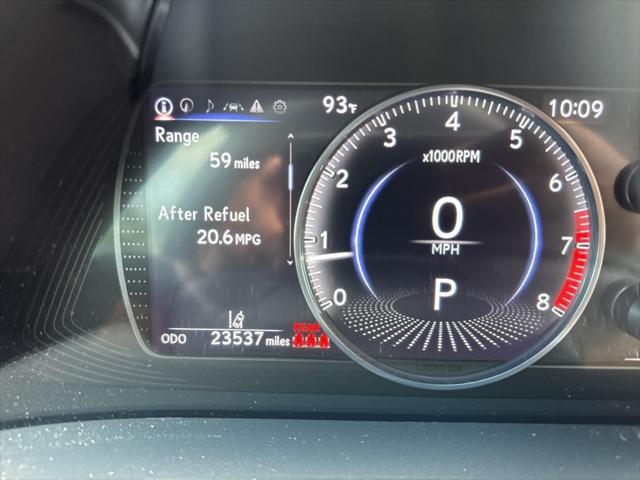 93°F
10:09
Range
59 miles
After Refuel
20.6 MPG
ODO 23537 miles
REAR
x1000RPM
0 1 2 3 4 5 6 7 8
0
MPH
P